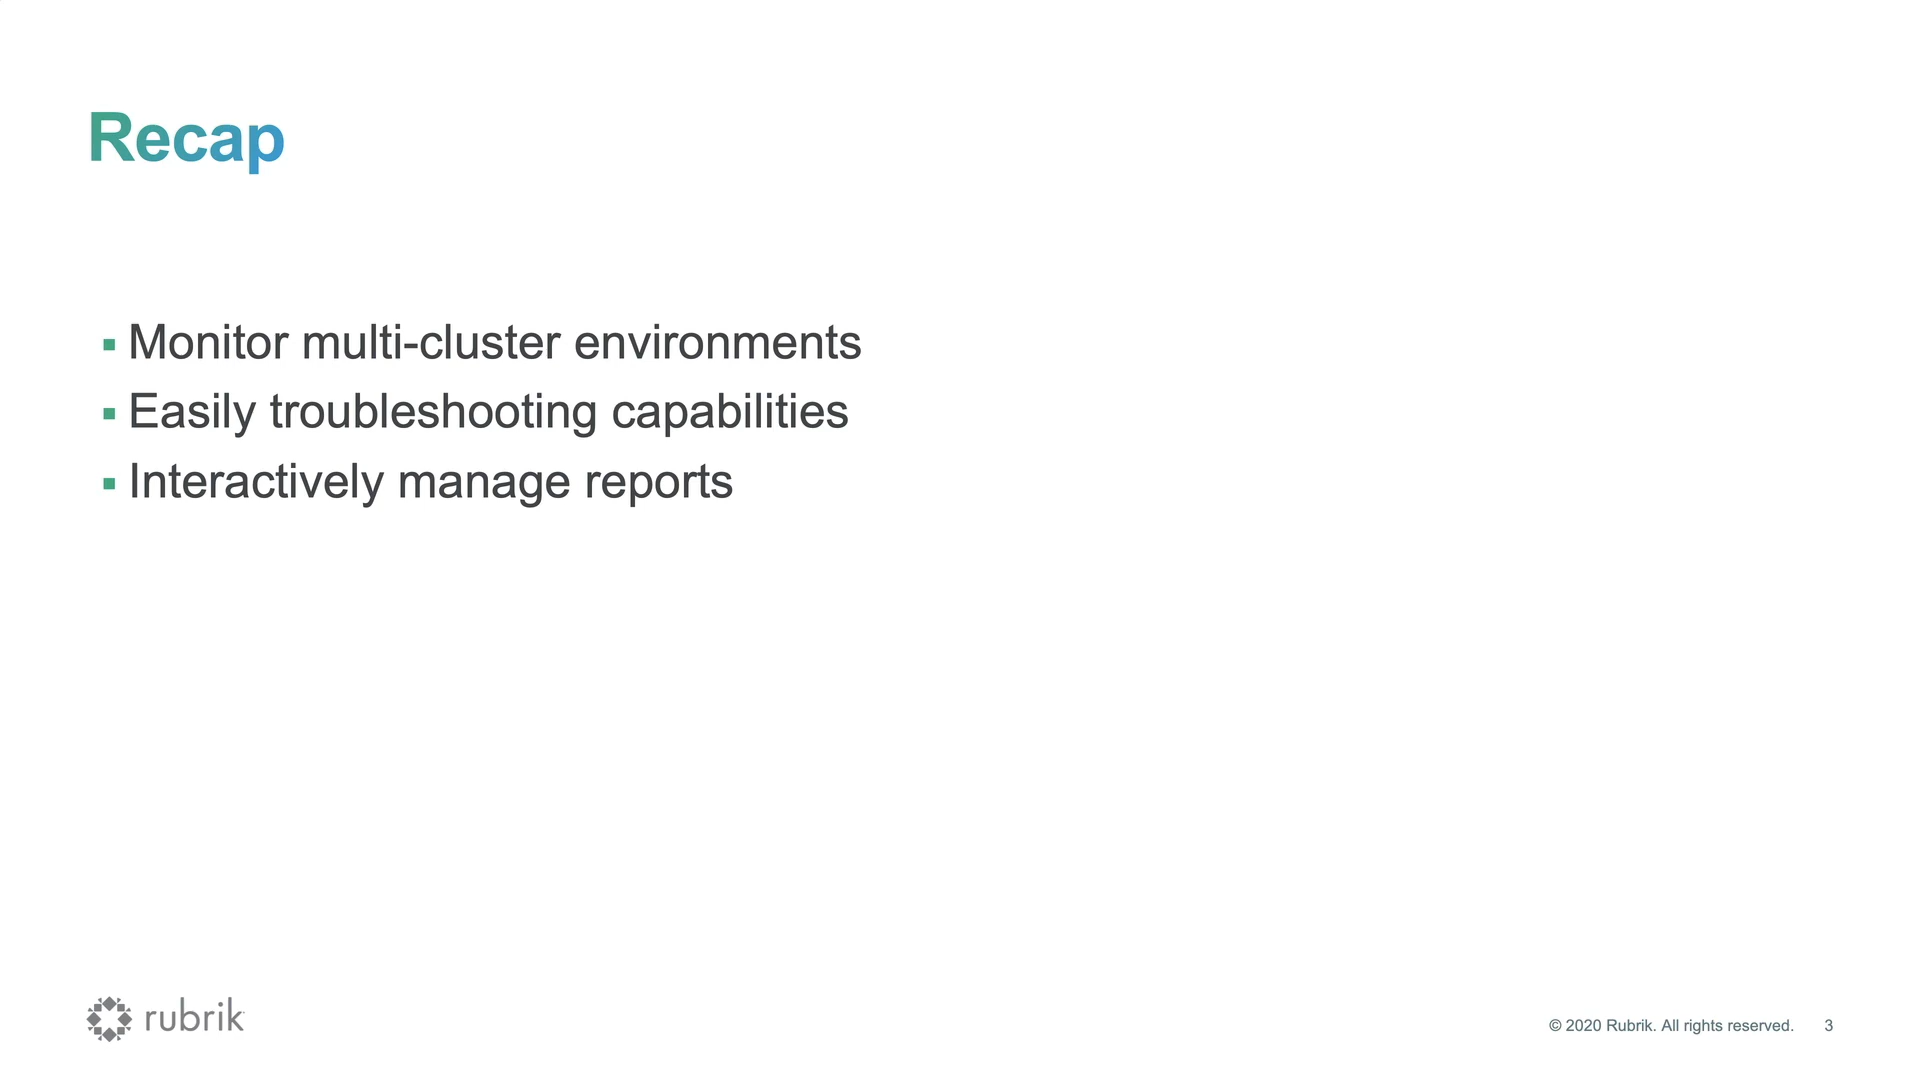 Recap
▪ Monitor multi-cluster environments
▪ Easily troubleshooting capabilities
▪ Interactively manage reports
rubrik
© 2020 Rubrik. All rights reserved. 3